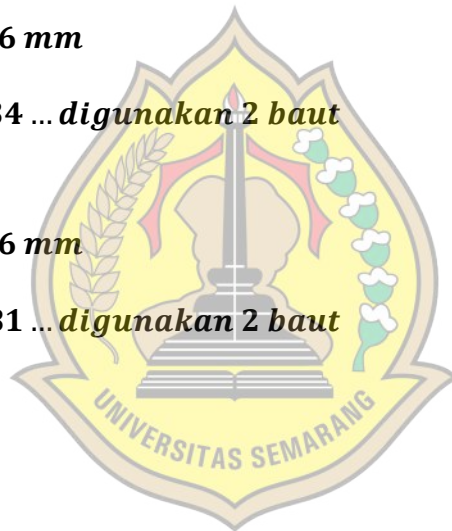 6 mm
34 ... digunakan 2 baut
6 mm
31 ... digunakan 2 baut
UNIVERSITAS SEMARANG